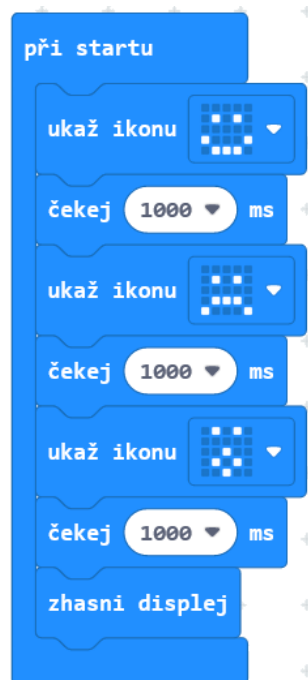 při startu
ukaž ikonu
čekej 1000 ms
ukaž ikonu
čekej 1000 ms
ukaž ikonu
čekej 1000 ms
zhasni displej